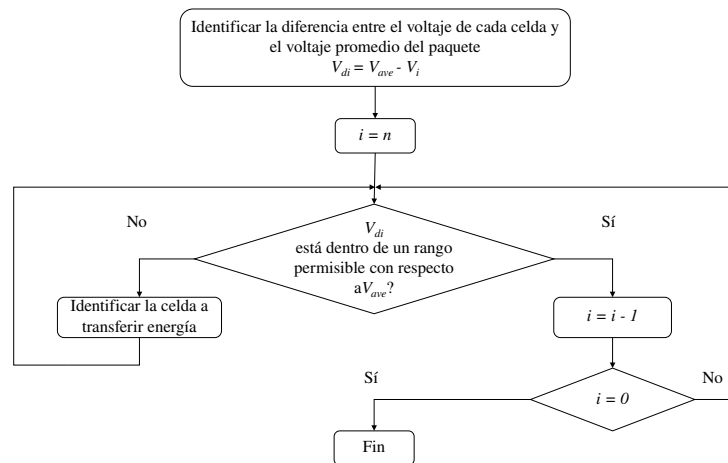 Identificar la diferencia entre el voltaje de cada celda y
el voltaje promedio del paquete
V_di = V_ave - V_i
i = n
No
Sí
V_di
está dentro de un rango
permisible con respecto
aV_ave?
Identificar la celda a
transferir energía
i = i - 1
Sí
No
i = 0
Fin